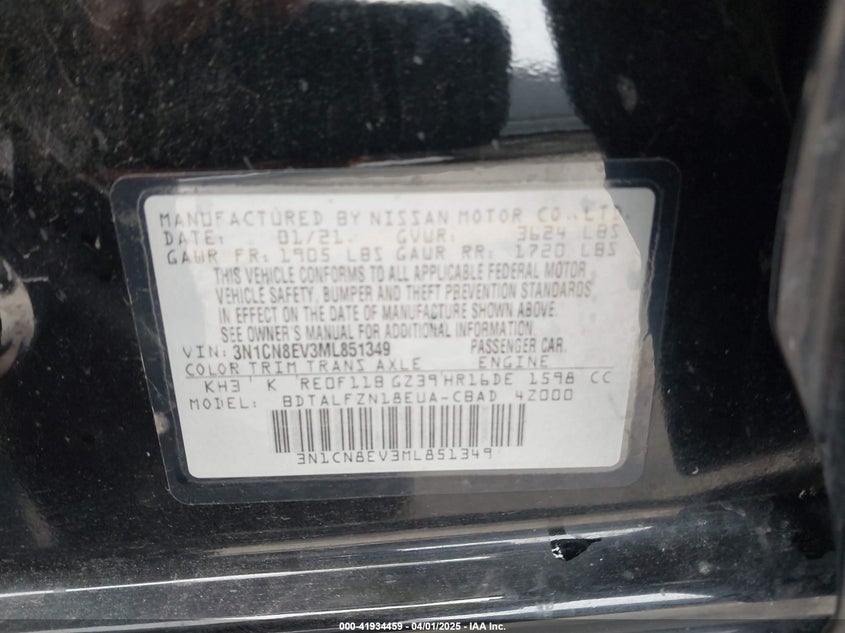 MANUFACTURED BY NISSAN MOTOR CO., LTD.
DATE: 01/21. GVWR: 3624 LBS
GAWR FR: 1905 LBS GAWR RR: 1720 LBS
THIS VEHICLE CONFORMS TO ALL APPLICABLE FEDERAL MOTOR
VEHICLE SAFETY, BUMPER AND THEFT PREVENTION STANDARDS
IN EFFECT ON THE DATE OF MANUFACTURE SHOWN ABOVE.
SEE OWNER'S MANUAL FOR ADDITIONAL INFORMATION
VIN: 3N1CN8EV3ML851349 PASSENGER CAR.
COLOR TRIM TRANS AXLE ENGINE
KH3 K RE0F11B GZ39 HR16DE 1598 CC
MODEL: BDTALFZN18EUA-CBAD 4Z000
3N1CN8EV3ML851349
000-41934459 - 04/01/2025 - IAA Inc.